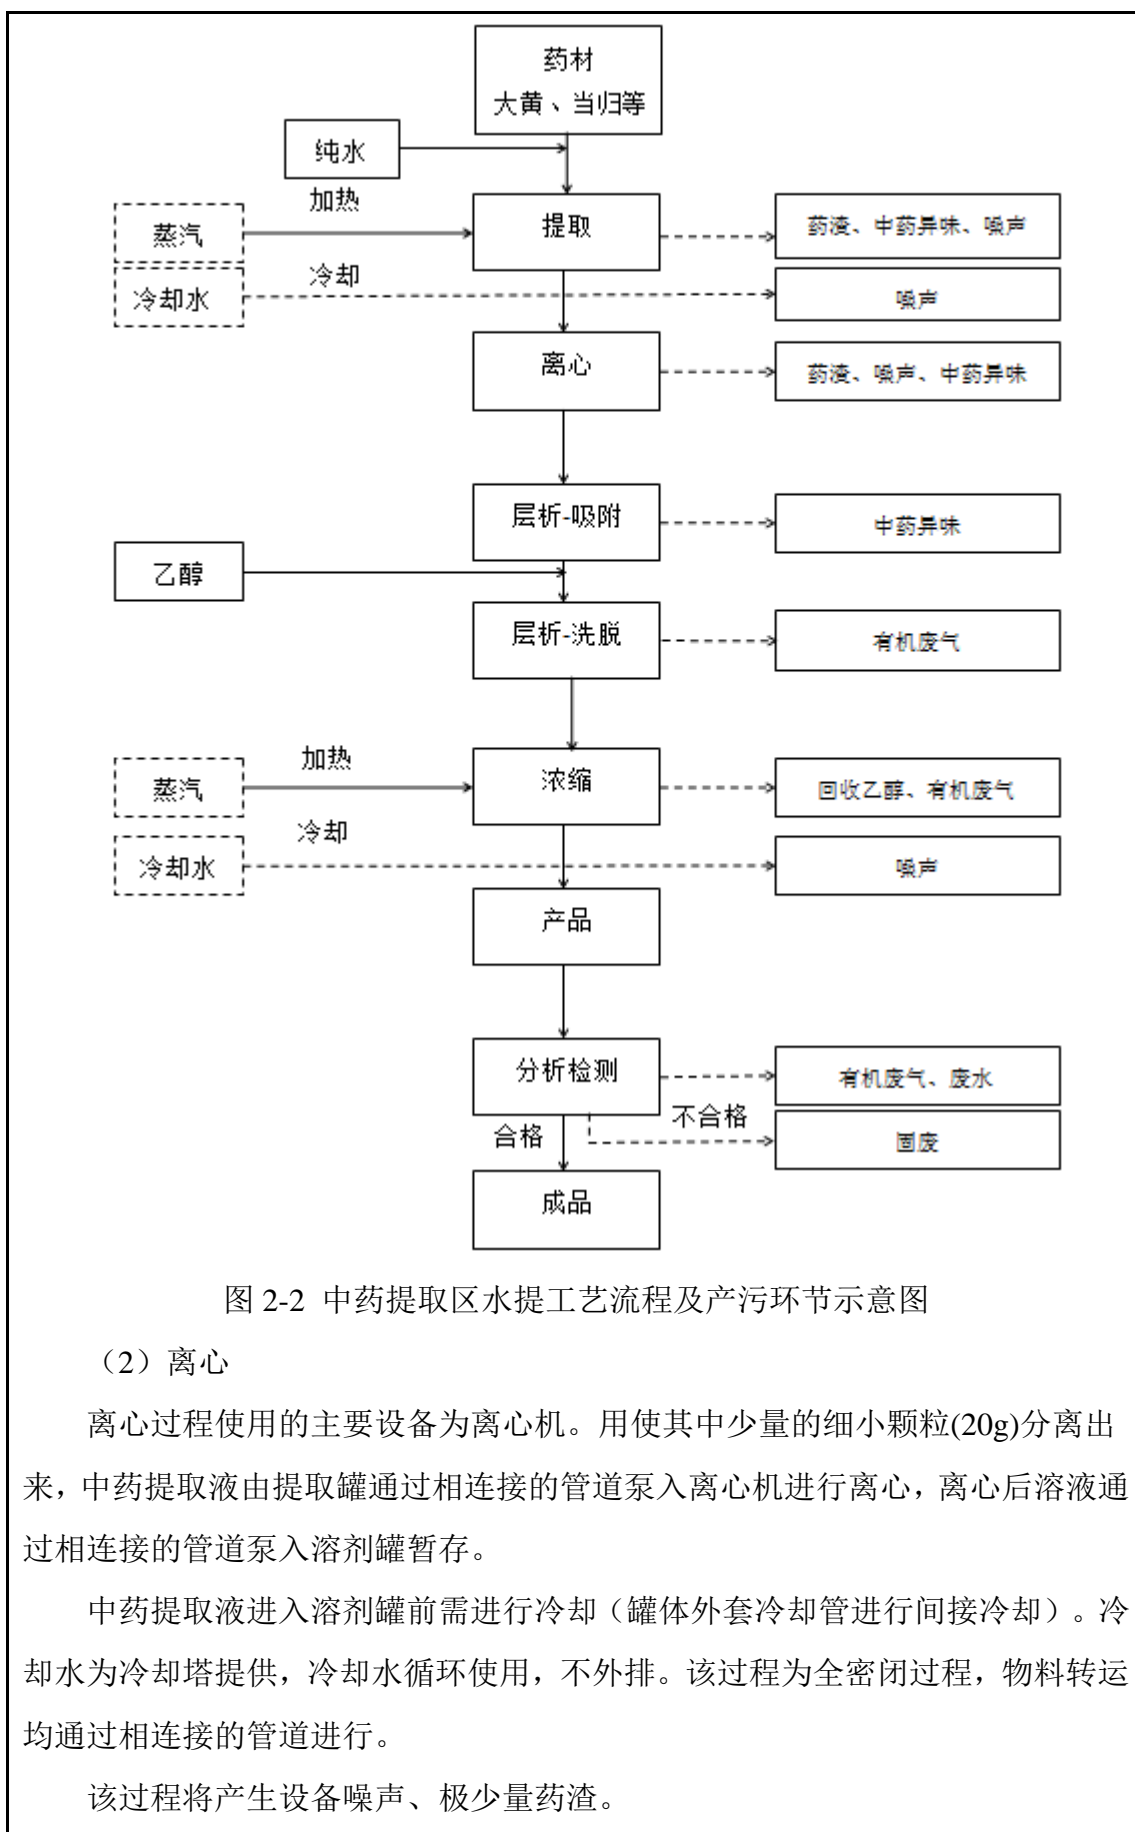 药材
大黄、当归等
纯水
加热
蒸汽
提取
药渣、中药异味、噪声
冷却
冷却水
噪声
离心
药渣、噪声、中药异味
层析-吸附
中药异味
乙醇
层析-洗脱
有机废气
加热
蒸汽
浓缩
回收乙醇、有机废气
冷却
冷却水
噪声
产品
分析检测
有机废气、废水
合格
不合格
固废
成品
图 2-2 中药提取区水提工艺流程及产污环节示意图
（2）离心
离心过程使用的主要设备为离心机。用使其中少量的细小颗粒(20g)分离出
来，中药提取液由提取罐通过相连接的管道泵入离心机进行离心，离心后溶液通
过相连接的管道泵入溶剂罐暂存。
中药提取液进入溶剂罐前需进行冷却（罐体外套冷却管进行间接冷却）。冷
却水为冷却塔提供，冷却水循环使用，不外排。该过程为全密闭过程，物料转运
均通过相连接的管道进行。
该过程将产生设备噪声、极少量药渣。